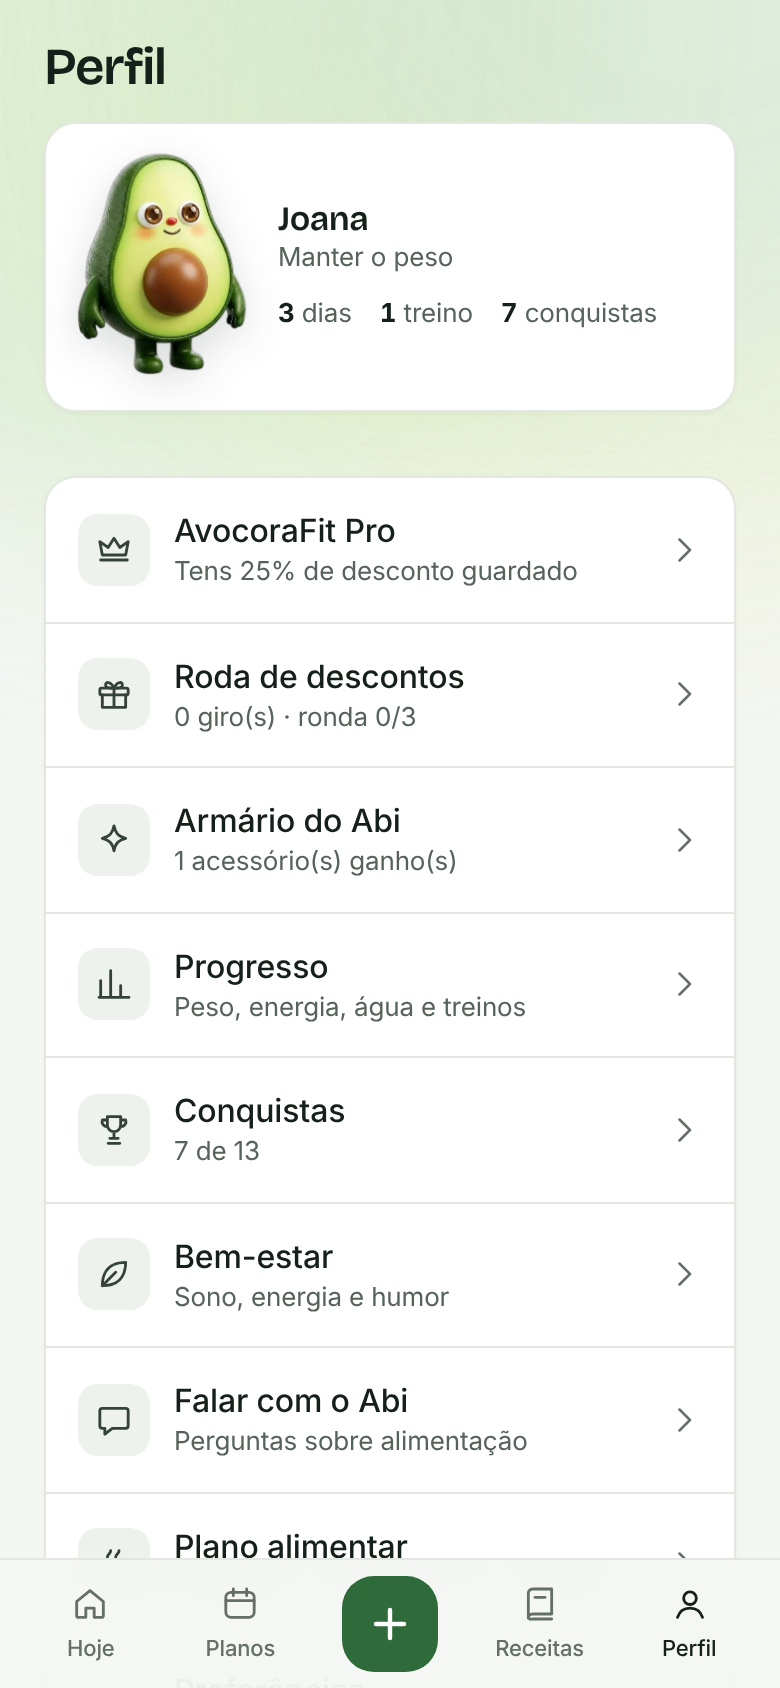 Perfil
Joana
Manter o peso
3 dias 1 treino 7 conquistas
AvocoraFit Pro
Tens 25% de desconto guardado
Roda de descontos
0 giro(s) · ronda 0/3
Armário do Abi
1 acessório(s) ganho(s)
Progresso
Peso, energia, água e treinos
Conquistas
7 de 13
Bem-estar
Sono, energia e humor
Falar com o Abi
Perguntas sobre alimentação
Plano alimentar
Hoje Planos Receitas Perfil
Preferências